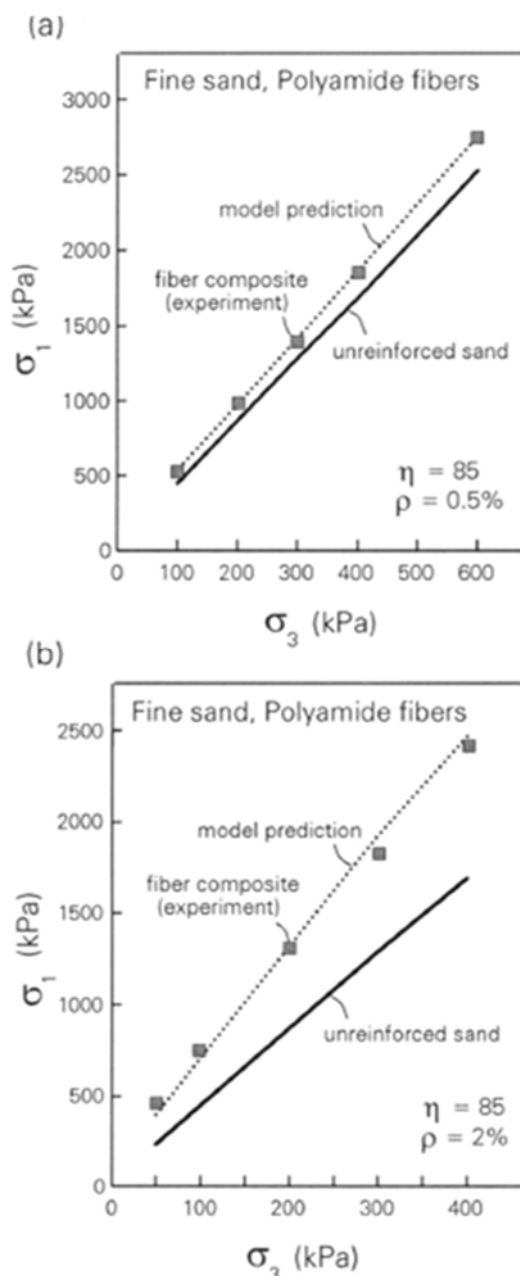 (a)
Fine sand, Polyamide fibers
3000
2500
2000
1500
1000
500
0
σ1 (kPa)
model prediction
fiber composite
(experiment)
unreinforced sand
η = 85
ρ = 0.5%
0 100 200 300 400 500 600
σ3 (kPa)
(b)
Fine sand, Polyamide fibers
2500
2000
1500
1000
500
0
σ1 (kPa)
model prediction
fiber composite
(experiment)
unreinforced sand
η = 85
ρ = 2%
0 100 200 300 400
σ3 (kPa)